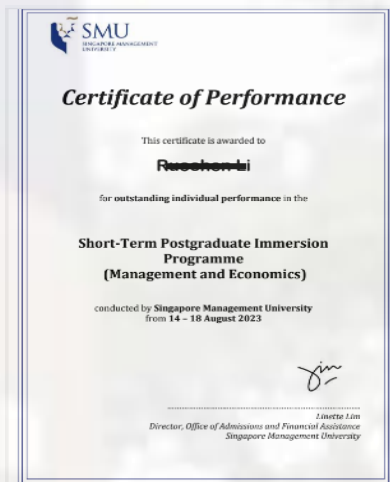 SMU
SINGAPORE MANAGEMENT
UNIVERSITY
Certificate of Performance
This certificate is awarded to
for outstanding individual performance in the
Short-Term Postgraduate Immersion
Programme
(Management and Economics)
conducted by Singapore Management University
from 14 – 18 August 2023
Linette Lim
Director, Office of Admissions and Financial Assistance
Singapore Management University